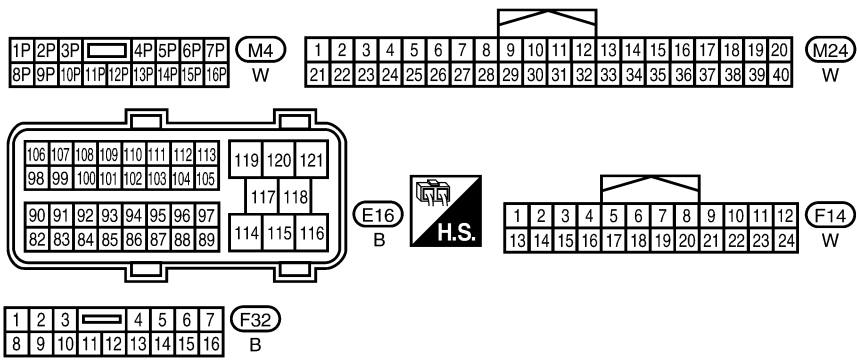 1P 2P 3P 4P 5P 6P 7P M4
8P 9P 10P 11P 12P 13P 14P 15P 16P W
1 2 3 4 5 6 7 8 9 10 11 12 13 14 15 16 17 18 19 20 M24
21 22 23 24 25 26 27 28 29 30 31 32 33 34 35 36 37 38 39 40 W
106 107 108 109 110 111 112 113 119 120 121
98 99 100 101 102 103 104 105
117 118
90 91 92 93 94 95 96 97 E16
82 83 84 85 86 87 88 89 114 115 116 B
H.S.
1 2 3 4 5 6 7 8 9 10 11 12 F14
13 14 15 16 17 18 19 20 21 22 23 24 W
1 2 3 4 5 6 7 F32
8 9 10 11 12 13 14 15 16 B